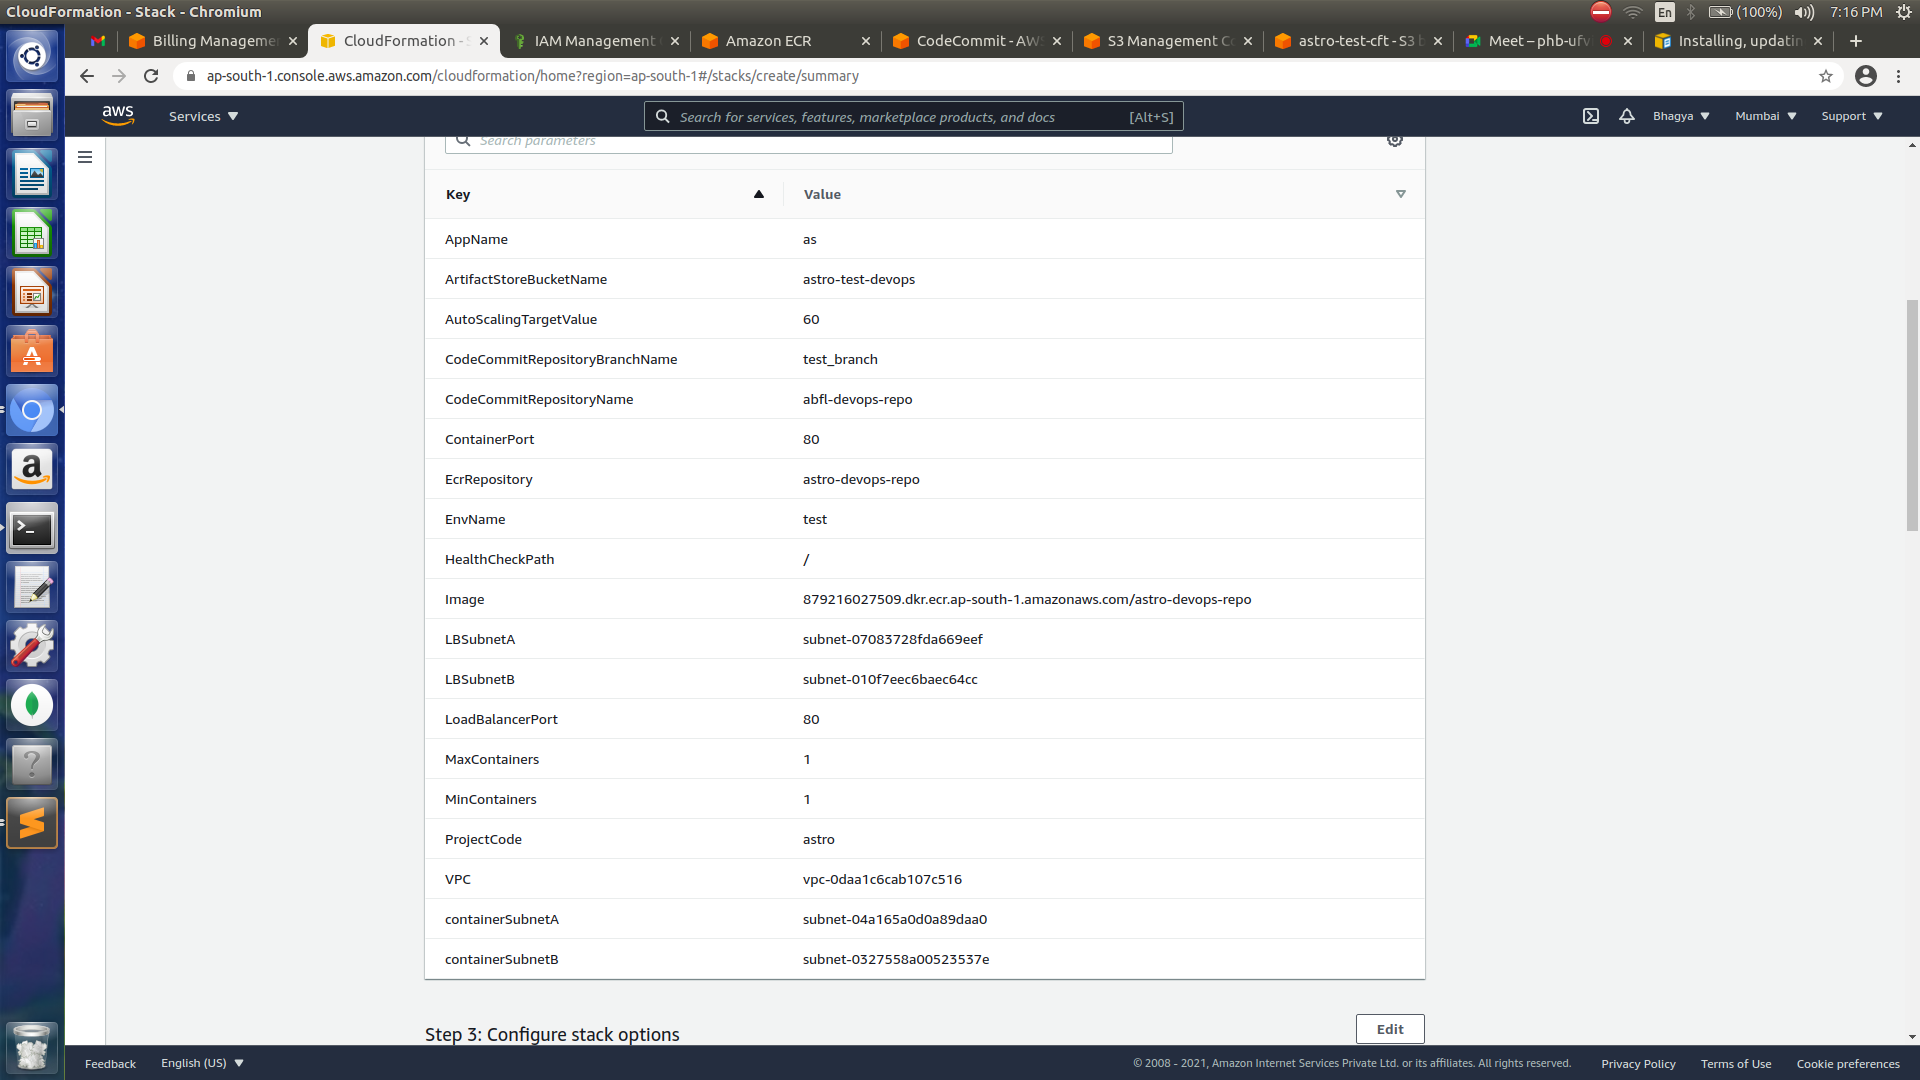 CloudFormation - Stack - Chromium
En (100%) 7:16 PM
Billing Manageme CloudFormation - S IAM Management Amazon ECR CodeCommit - AWS S3 Management Co astro-test-cft - S3 b Meet – phb-ufv Installing, updatin
ap-south-1.console.aws.amazon.com/cloudformation/home?region=ap-south-1#/stacks/create/summary
aws Services Search for services, features, marketplace products, and docs [Alt+S] Bhagya Mumbai Support
Search parameters
Key Value
AppName as
ArtifactStoreBucketName astro-test-devops
AutoScalingTargetValue 60
CodeCommitRepositoryBranchName test_branch
CodeCommitRepositoryName abfl-devops-repo
ContainerPort 80
EcrRepository astro-devops-repo
EnvName test
HealthCheckPath /
Image 879216027509.dkr.ecr.ap-south-1.amazonaws.com/astro-devops-repo
LBSubnetA subnet-07083728fda669eef
LBSubnetB subnet-010f7eec6baec64cc
LoadBalancerPort 80
MaxContainers 1
MinContainers 1
ProjectCode astro
VPC vpc-0daa1c6cab107c516
containerSubnetA subnet-04a165a0d0a89daa0
containerSubnetB subnet-0327558a00523537e
Step 3: Configure stack options Edit
Feedback English (US) © 2008 - 2021, Amazon Internet Services Private Ltd. or its affiliates. All rights reserved. Privacy Policy Terms of Use Cookie preferences